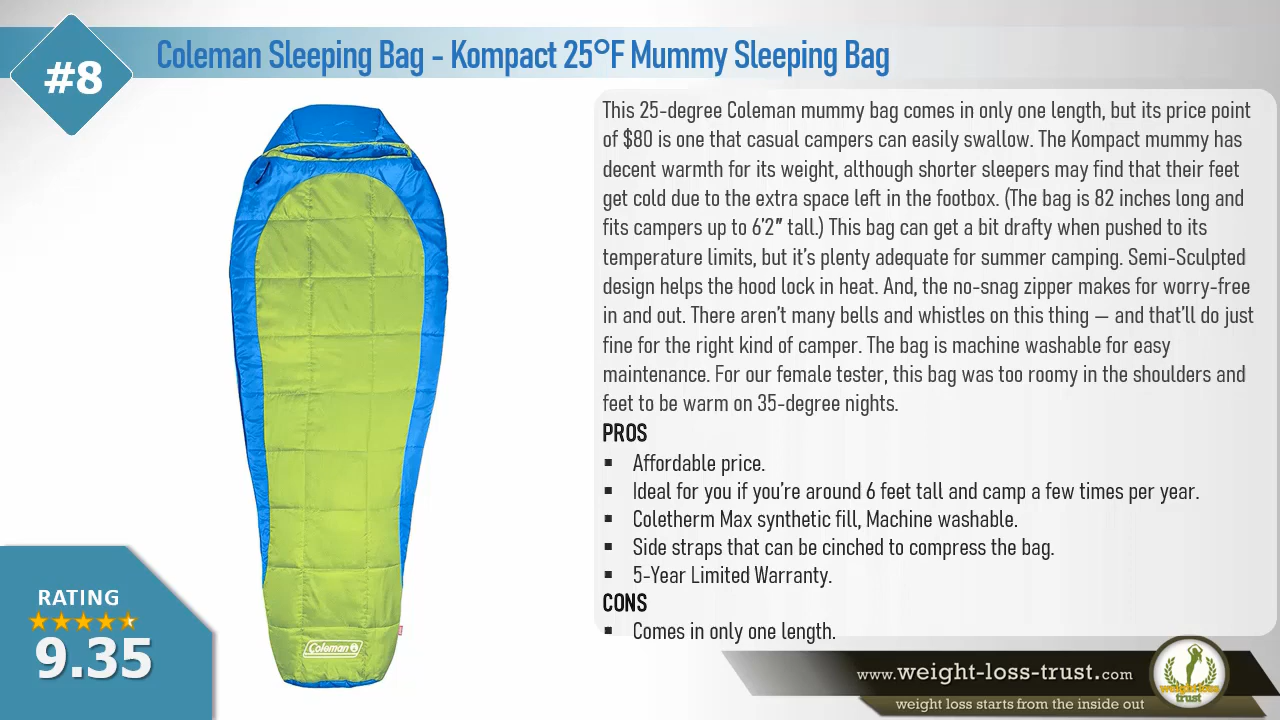 #8
Coleman Sleeping Bag - Kompact 25°F Mummy Sleeping Bag
This 25-degree Coleman mummy bag comes in only one length, but its price point
of $80 is one that casual campers can easily swallow. The Kompact mummy has
decent warmth for its weight, although shorter sleepers may find that their feet
get cold due to the extra space left in the footbox. (The bag is 82 inches long and
fits campers up to 6’2” tall.) This bag can get a bit drafty when pushed to its
temperature limits, but it’s plenty adequate for summer camping. Semi-Sculpted
design helps the hood lock in heat. And, the no-snag zipper makes for worry-free
in and out. There aren’t many bells and whistles on this thing — and that’ll do just
fine for the right kind of camper. The bag is machine washable for easy
maintenance. For our female tester, this bag was too roomy in the shoulders and
feet to be warm on 35-degree nights.
PROS
▪ Affordable price.
▪ Ideal for you if you’re around 6 feet tall and camp a few times per year.
▪ Coletherm Max synthetic fill, Machine washable.
▪ Side straps that can be cinched to compress the bag.
▪ 5-Year Limited Warranty.
CONS
▪ Comes in only one length.
Coleman
RATING
9.35
www.weight-loss-trust.com
weight loss starts from the inside out
weight loss
trust